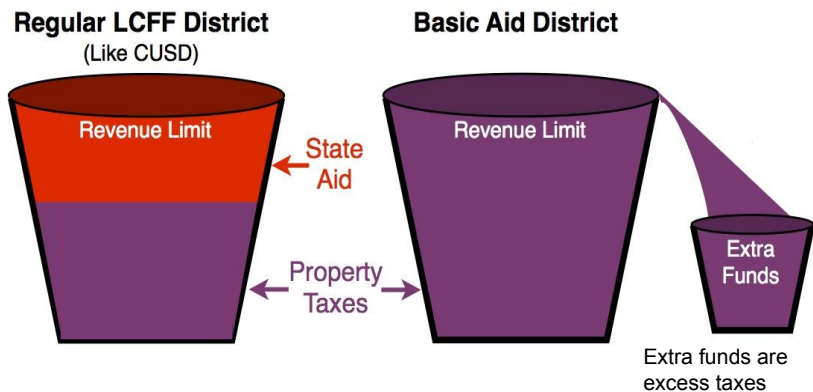 Regular LCFF District
(Like CUSD)
Basic Aid District
Revenue Limit
Revenue Limit
State
Aid
Property
Taxes
Extra
Funds
Extra funds are
excess taxes